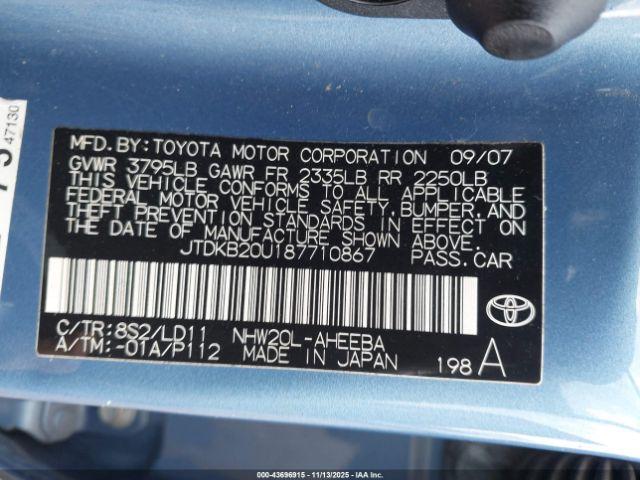 47130
MFD. BY: TOYOTA MOTOR CORPORATION 09/07
GVWR 3795LB GAWR FR 2335LB RR 2250LB
THIS VEHICLE CONFORMS TO ALL APPLICABLE
FEDERAL MOTOR VEHICLE SAFETY, BUMPER, AND
THEFT PREVENTION STANDARDS IN EFFECT ON
THE DATE OF MANUFACTURE SHOWN ABOVE.
JTDKB20U187710867 PASS.CAR
C/TR:8S2/LD11 NHW20L-AHEEBA
A/TM:-01A/P112 MADE IN JAPAN 198 A
000-43696915 - 11/13/2025 - IAA Inc.